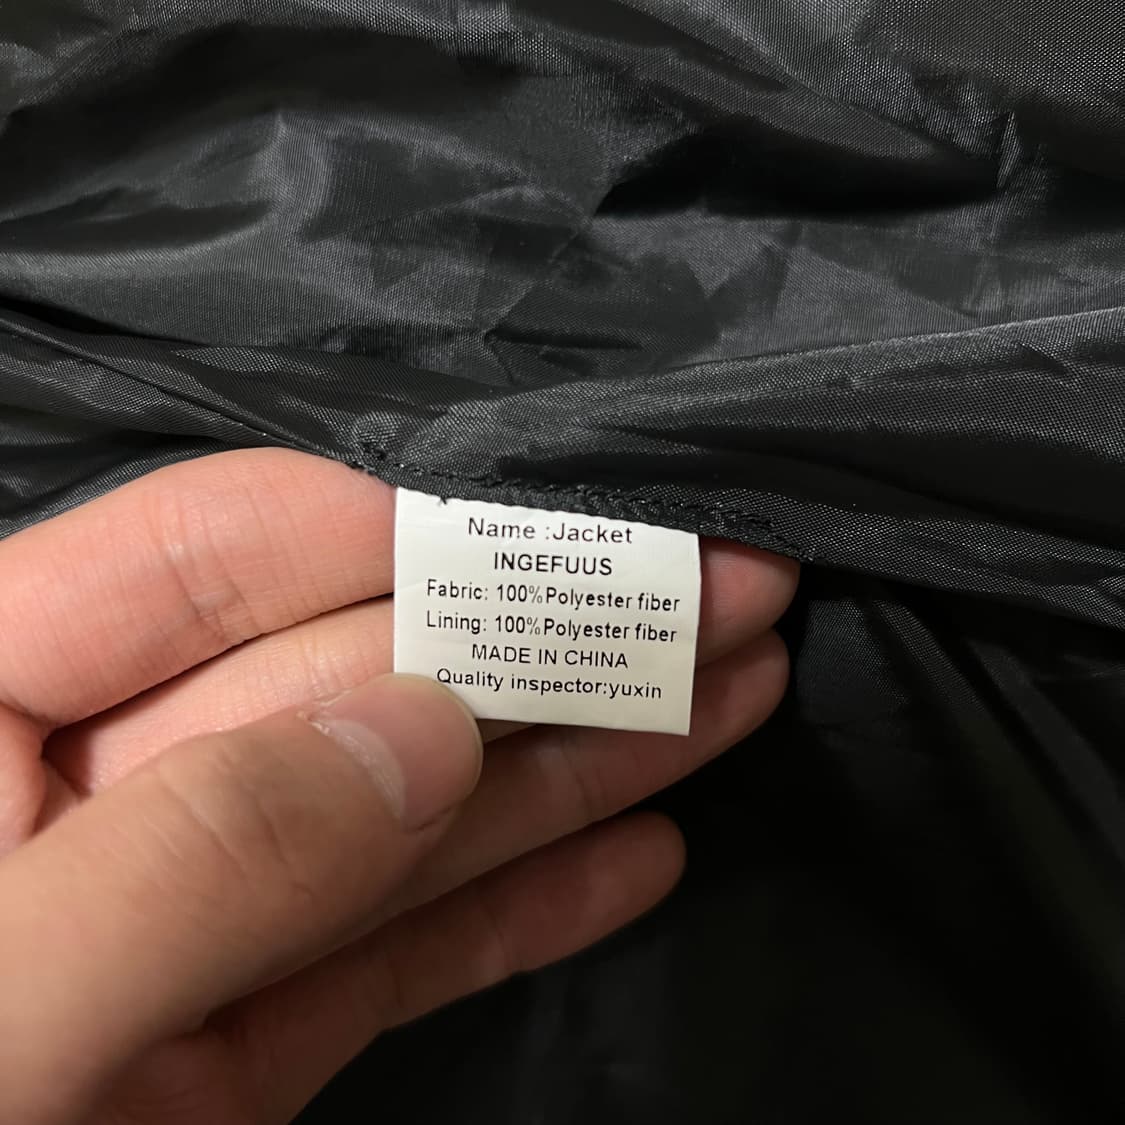 Name :Jacket
INGEFUUS
Fabric: 100%Polyester fiber
Lining: 100%Polyester fiber
MADE IN CHINA
Quality inspector:yuxin